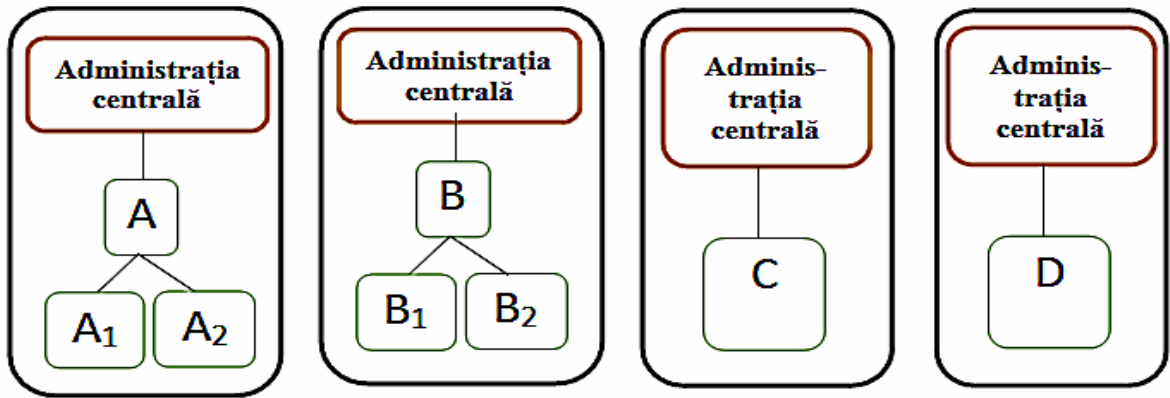 Administrația
centrală
A
A1
A2
Administrația
centrală
B
B1
B2
Adminis-
trația
centrală
C
Adminis-
trația
centrală
D